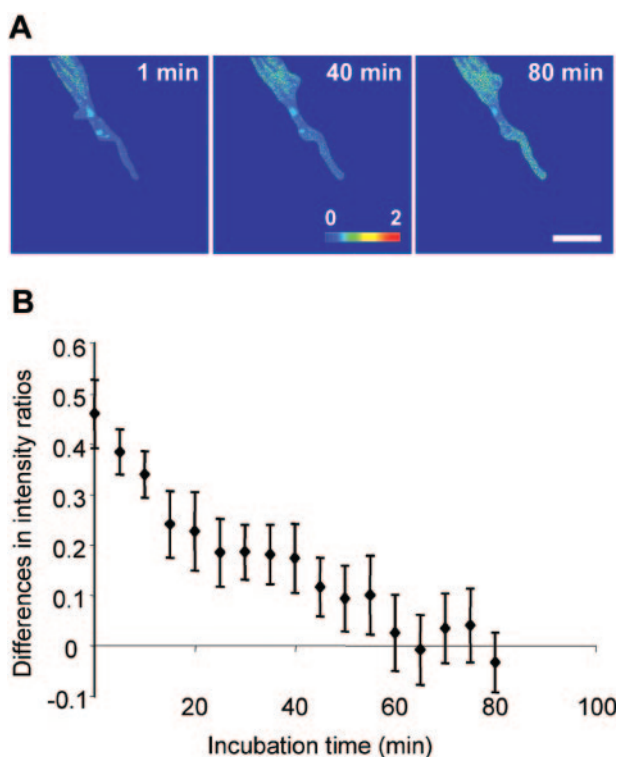 A
1 min
40 min
80 min
0 2
B
0.6
0.5
0.4
0.3
0.2
0.1
0
-0.1
20 40 60 80 100
Differences in intensity ratios
Incubation time (min)